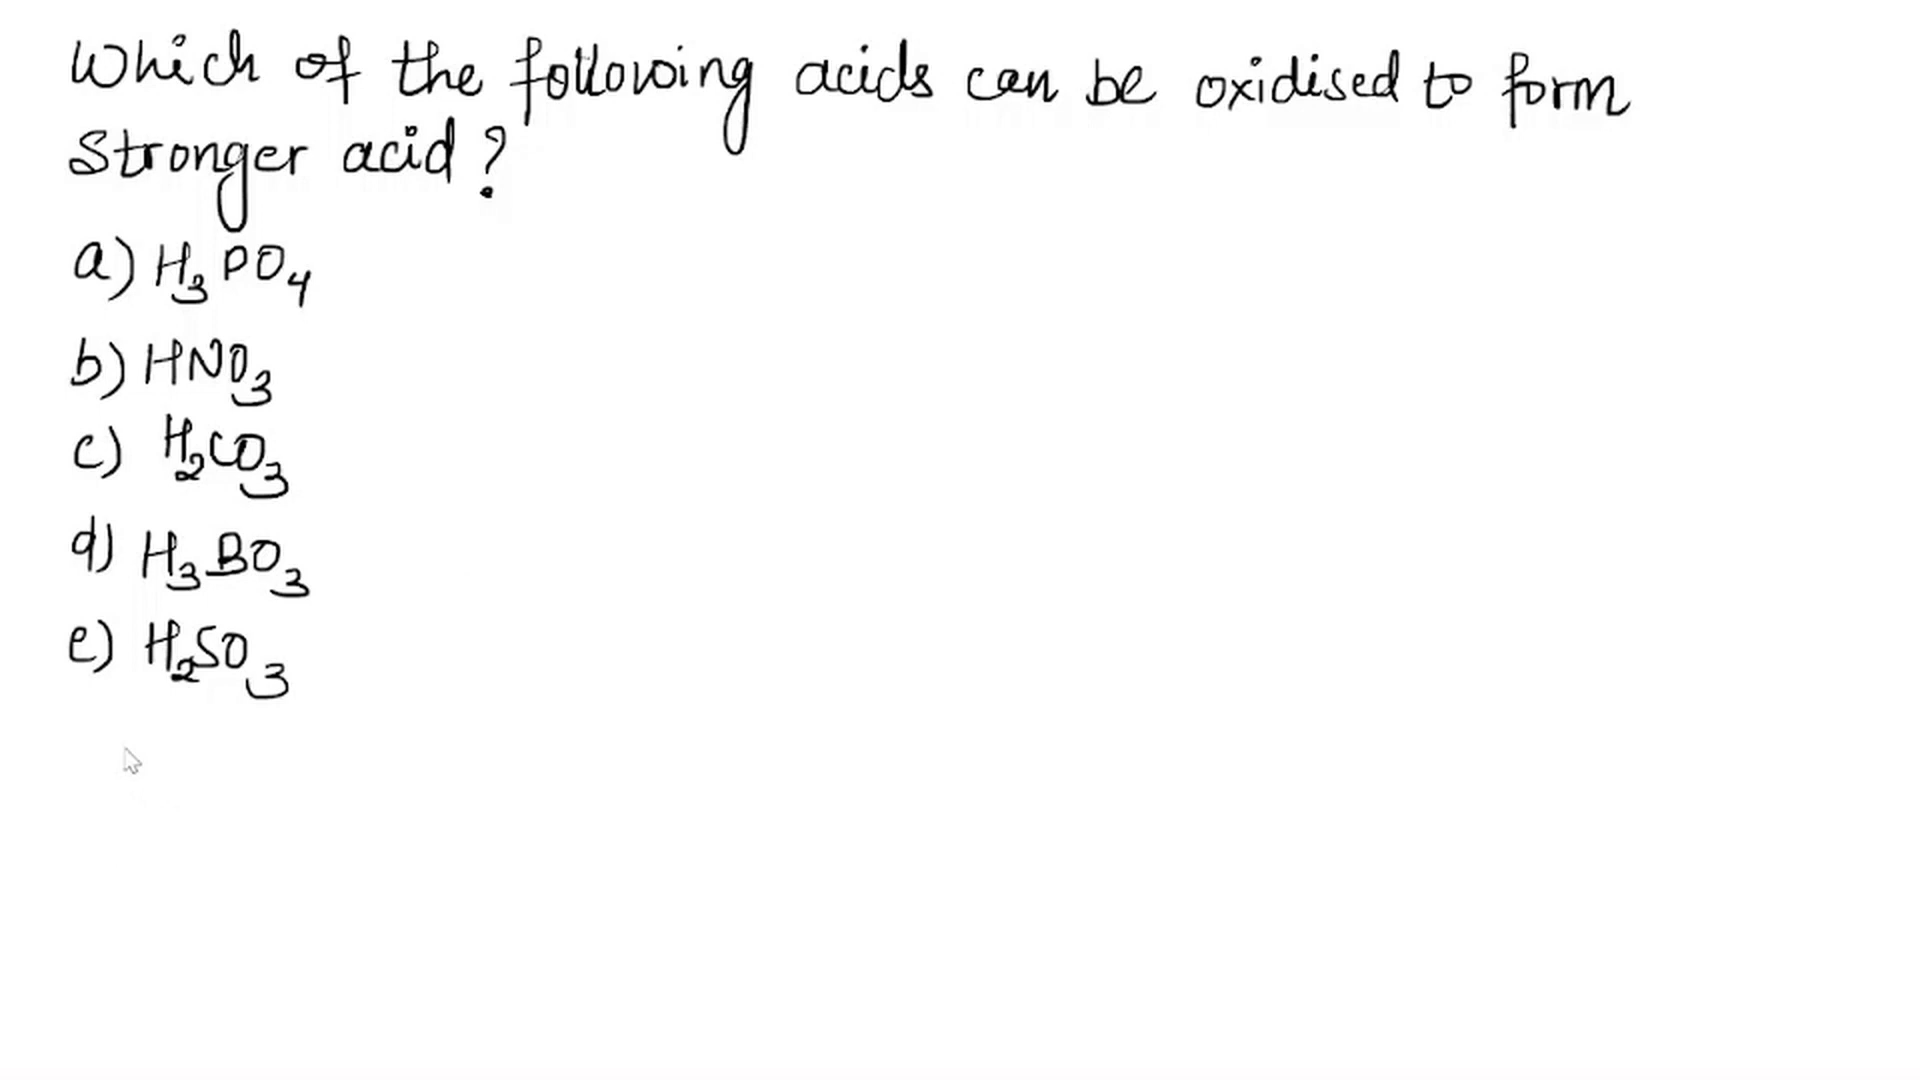 Which of the following acids can be oxidised to form
Stronger acid?
a) H₃PO₄
b) HNO₃
c) H₂CO₃
d) H₃BO₃
e) H₂SO₃